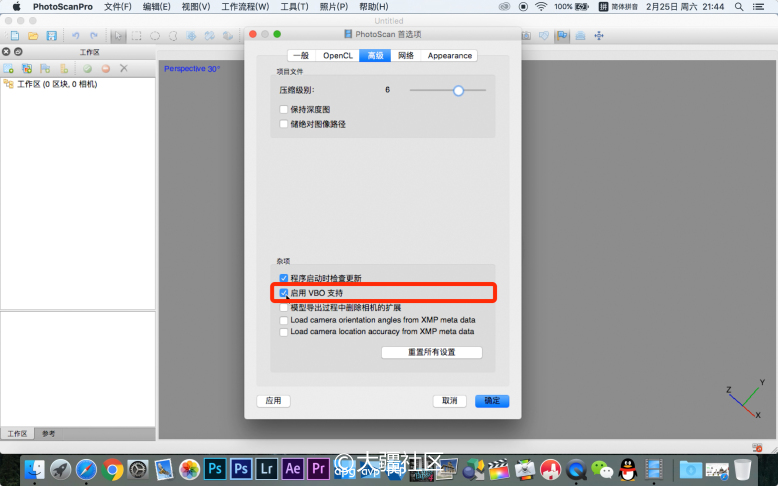 PhotoScanPro 文件(F) 编辑(E) 视图(V) 工作流程(W) 工具(T) 照片(P) 帮助(H) 100% 拼 简体拼音 2月25日 周六 21:44
Untitled
PhotoScan 首选项
工作区
一般 OpenCL 高级 网络 Appearance
Perspective 30°
工作区 (0 区块, 0 相机)
项目文件
压缩级别: 6
保持深度图
储绝对图像路径
杂项
程序启动时检查更新
启用 VBO 支持
模型导出过程中删除相机的扩展
Load camera orientation angles from XMP meta data
Load camera location accuracy from XMP meta data
重置所有设置
应用 取消 确定
Z Y X
工作区 参考
Ps Ps Lr Ae Pr
大疆社区